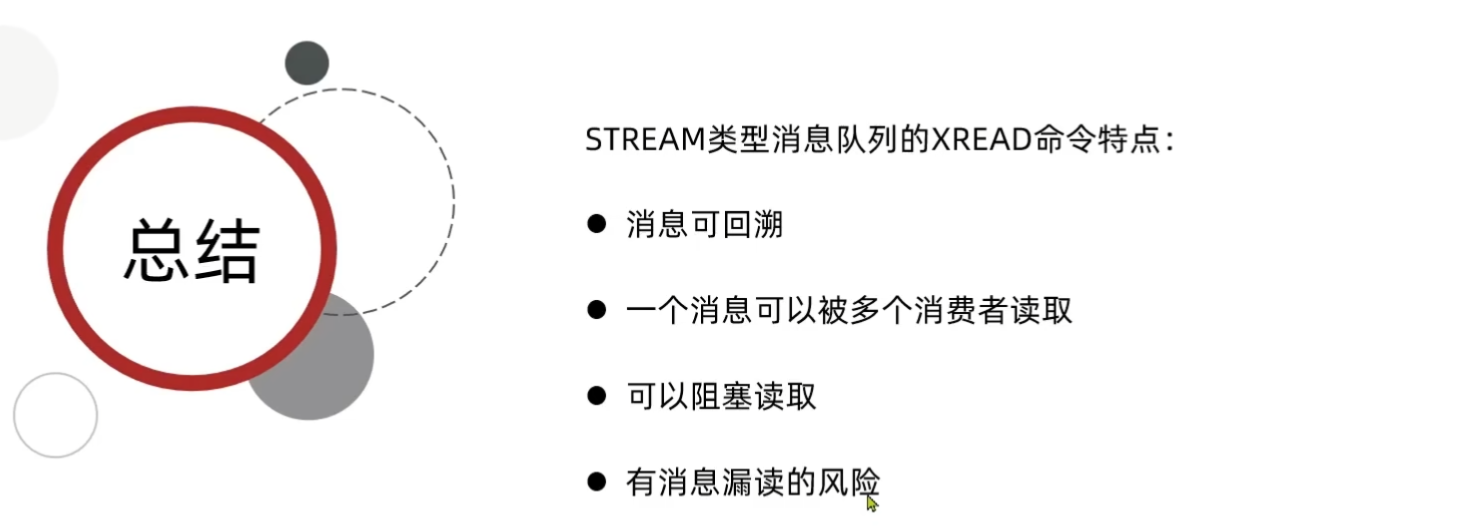 总结
STREAM类型消息队列的XREAD命令特点：
● 消息可回溯
● 一个消息可以被多个消费者读取
● 可以阻塞读取
● 有消息漏读的风险